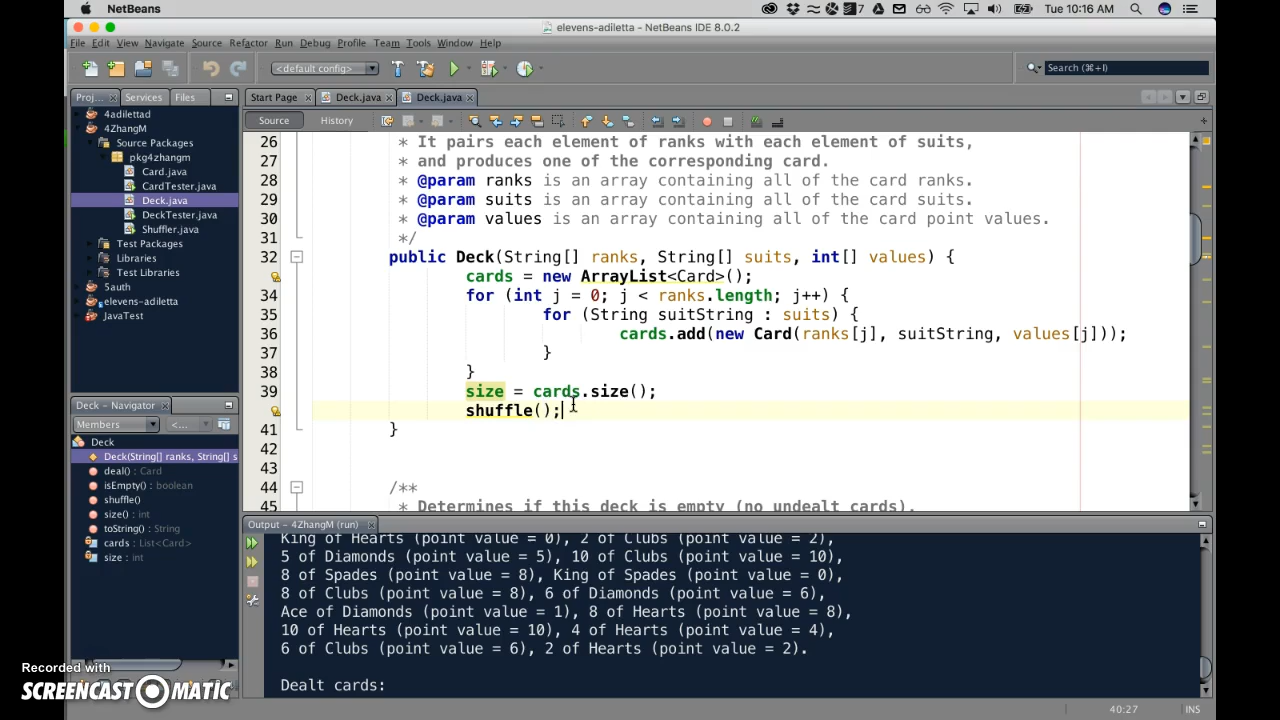 NetBeans
Tue 10:16 AM
elevens-adiletta - NetBeans IDE 8.0.2
File Edit View Navigate Source Refactor Run Debug Profile Team Tools Window Help
<default config>
Search (⌘+I)
Proj... Services Files
Start Page Deck.java Deck.java
Source History
4adilettad
4ZhangM
Source Packages
pkg4zhangm
Card.java
CardTester.java
Deck.java
DeckTester.java
Shuffler.java
Test Packages
Libraries
Test Libraries
5auth
elevens-adiletta
JavaTest
26 * It pairs each element of ranks with each element of suits,
27 * and produces one of the corresponding card.
28 * @param ranks is an array containing all of the card ranks.
29 * @param suits is an array containing all of the card suits.
30 * @param values is an array containing all of the card point values.
31 */
32 public Deck(String[] ranks, String[] suits, int[] values) {
cards = new ArrayList<Card>();
34 for (int j = 0; j < ranks.length; j++) {
35 for (String suitString : suits) {
36 cards.add(new Card(ranks[j], suitString, values[j]));
37 }
38 }
39 size = cards.size();
shuffle();
41 }
42
43
44 /**
45 * Determines if this deck is empty (no undealt cards).
Deck - Navigator
Members <...
Deck
Deck(String[] ranks, String[] s
deal() : Card
isEmpty() : boolean
shuffle()
size() : int
toString() : String
cards : List<Card>
size : int
Output - 4ZhangM (run)
King of Hearts (point value = 0), 2 of Clubs (point value = 2),
5 of Diamonds (point value = 5), 10 of Clubs (point value = 10),
8 of Spades (point value = 8), King of Spades (point value = 0),
8 of Clubs (point value = 8), 6 of Diamonds (point value = 6),
Ace of Diamonds (point value = 1), 8 of Hearts (point value = 8),
10 of Hearts (point value = 10), 4 of Hearts (point value = 4),
6 of Clubs (point value = 6), 2 of Hearts (point value = 2).
Dealt cards:
40:27 INS
Recorded with
SCREENCAST MATIC